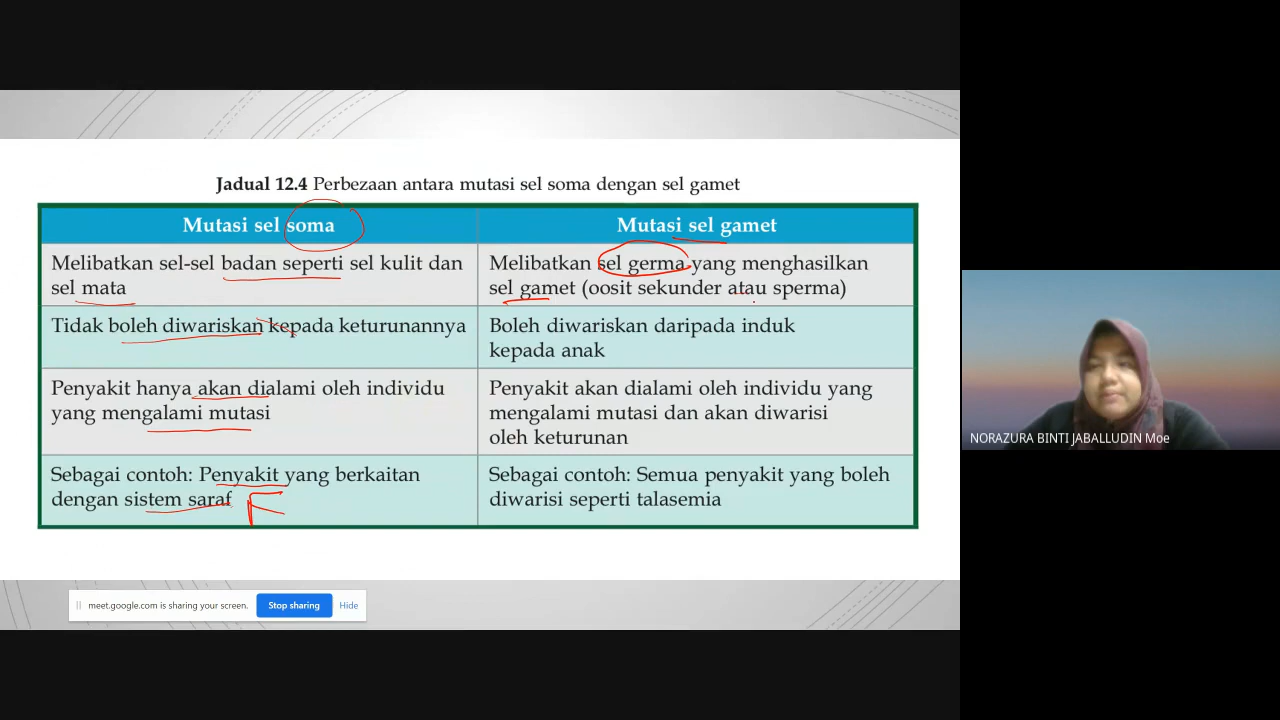 Jadual 12.4 Perbezaan antara mutasi sel soma dengan sel gamet
Mutasi sel soma
Mutasi sel gamet
Melibatkan sel-sel badan seperti sel kulit dan
sel mata
Melibatkan sel germa yang menghasilkan
sel gamet (oosit sekunder atau sperma)
Tidak boleh diwariskan kepada keturunannya
Boleh diwariskan daripada induk
kepada anak
Penyakit hanya akan dialami oleh individu
yang mengalami mutasi
Penyakit akan dialami oleh individu yang
mengalami mutasi dan akan diwarisi
oleh keturunan
Sebagai contoh: Penyakit yang berkaitan
dengan sistem saraf
Sebagai contoh: Semua penyakit yang boleh
diwarisi seperti talasemia
NORAZURA BINTI JABALLUDIN Moe
meet.google.com is sharing your screen.
Stop sharing
Hide